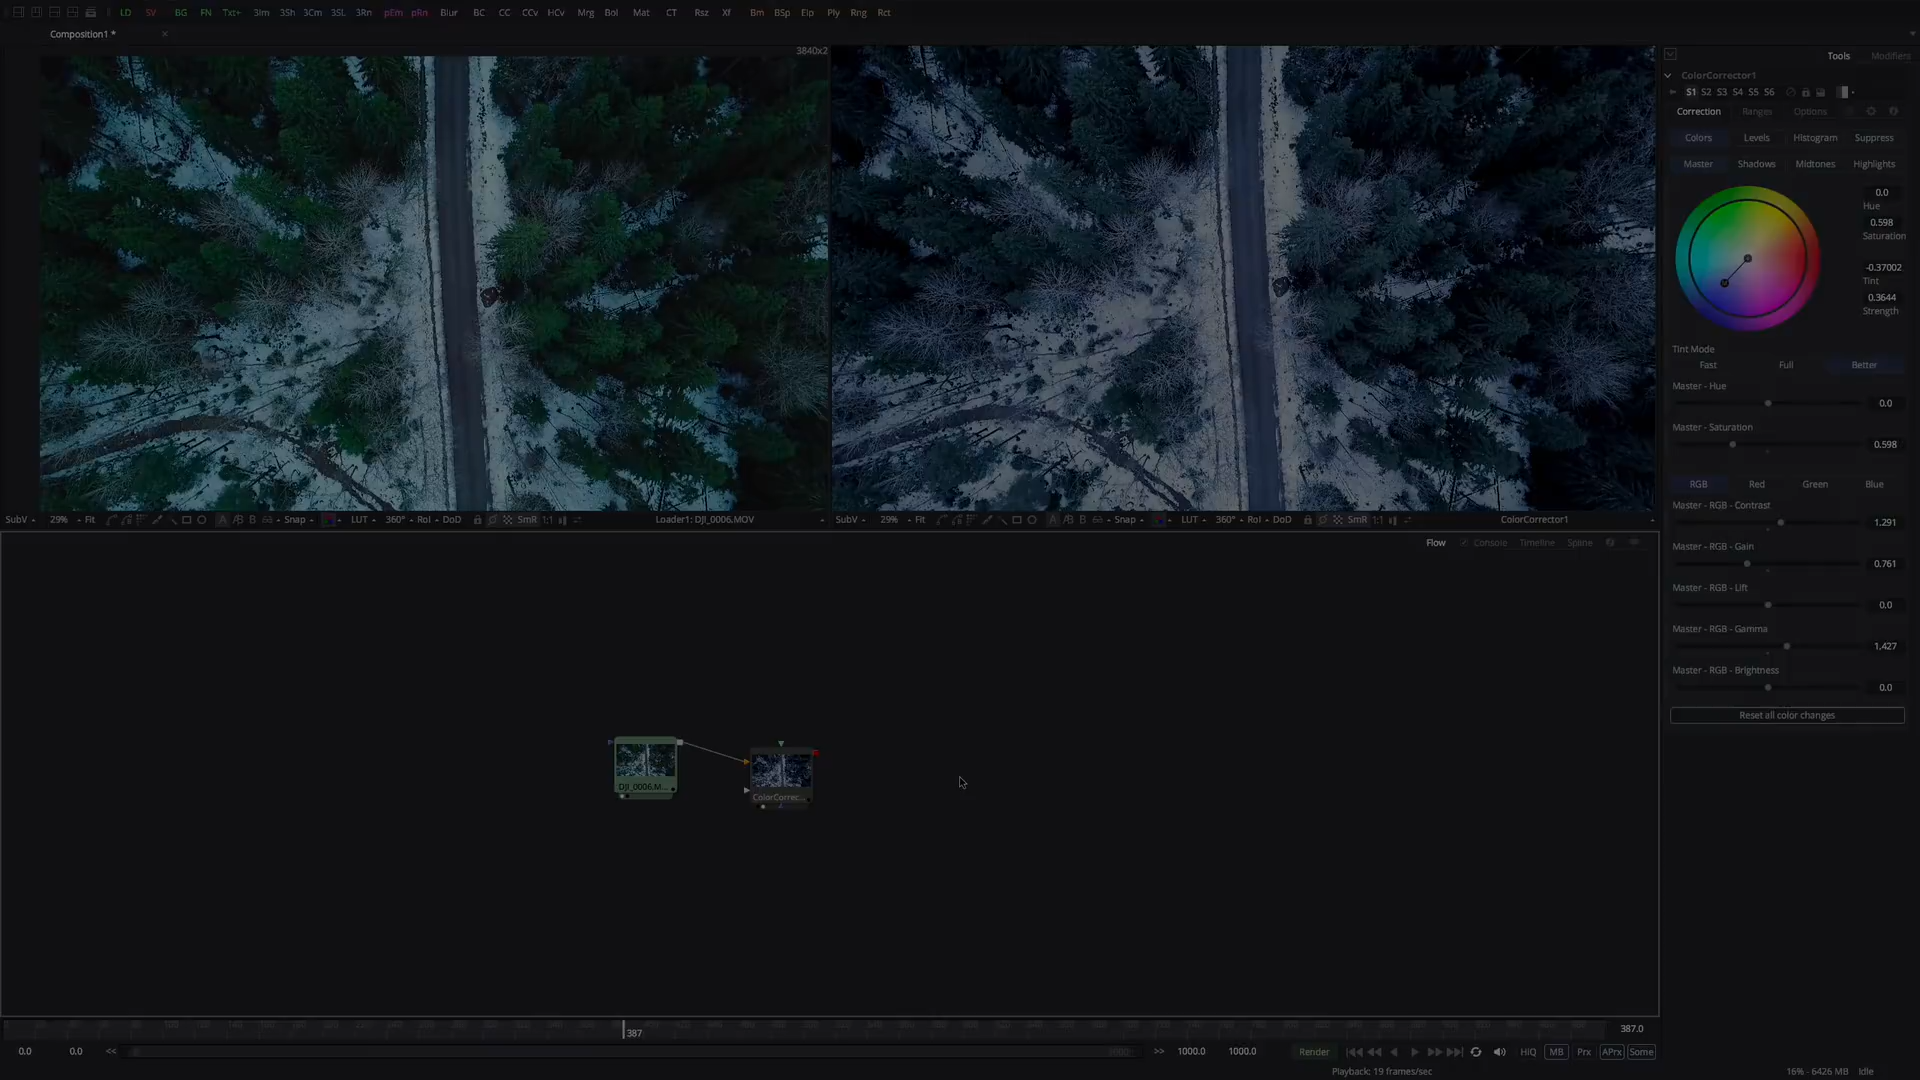 LD SV BG FN Txt+ 3Im 3Sh 3Cm 3SL 3Rn pEm pRn Blur BC CC CCv HCv Mrg Bol Mat CT Rsz Xf Bm BSp Elp Ply Rng Rct
Composition1 *
3840x2
Tools Modifiers
ColorCorrector1
S1 S2 S3 S4 S5 S6
Correction Ranges Options
Colors Levels Histogram Suppress
Master Shadows Midtones Highlights
0.0
Hue
0.598
Saturation
-0.37002
Tint
0.3644
Strength
Tint Mode
Fast Full Better
Master - Hue
0.0
Master - Saturation
0.598
RGB Red Green Blue
Master - RGB - Contrast
1.291
Master - RGB - Gain
0.761
Master - RGB - Lift
0.0
Master - RGB - Gamma
1.427
Master - RGB - Brightness
0.0
Reset all color changes
SubV 29% Fit A B Snap LUT 360° RoI DoD SmR 1:1 Loader1: DJI_0006.MOV
SubV 29% Fit A B Snap LUT 360° RoI DoD SmR 1:1 ColorCorrector1
Flow Console Timeline Spline
DJI_0006.M...
ColorCorrec...
387
387.0
0.0 0.0 << 1000 >> 1000.0 1000.0 Render HiQ MB Prx APrx Some
Playback: 19 frames/sec
16% - 6426 MB Idle